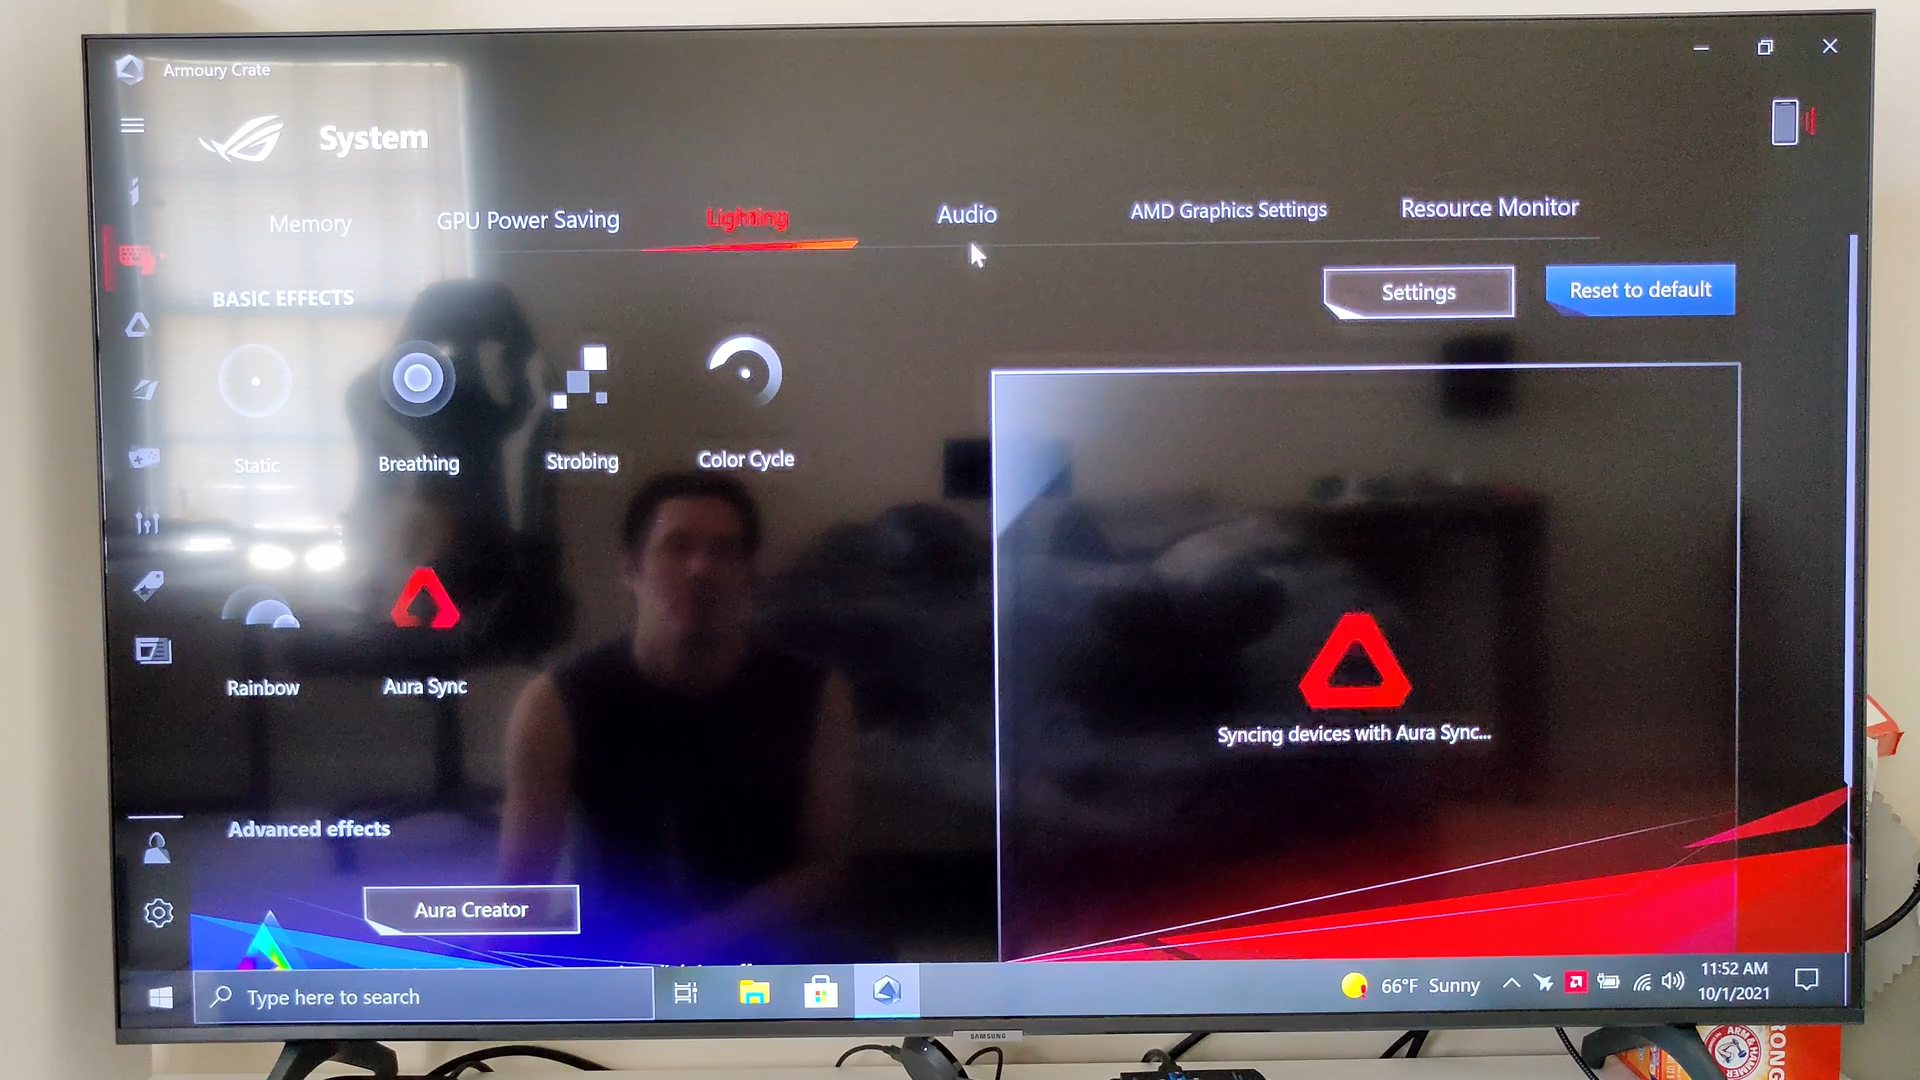 Armoury Crate
System
Memory
GPU Power Saving
Lighting
Audio
AMD Graphics Settings
Resource Monitor
BASIC EFFECTS
Settings
Reset to default
Static
Breathing
Strobing
Color Cycle
Rainbow
Aura Sync
Syncing devices with Aura Sync...
Advanced effects
Aura Creator
Type here to search
66°F Sunny
11:52 AM
10/1/2021
SAMSUNG
ARM &
HAMMER